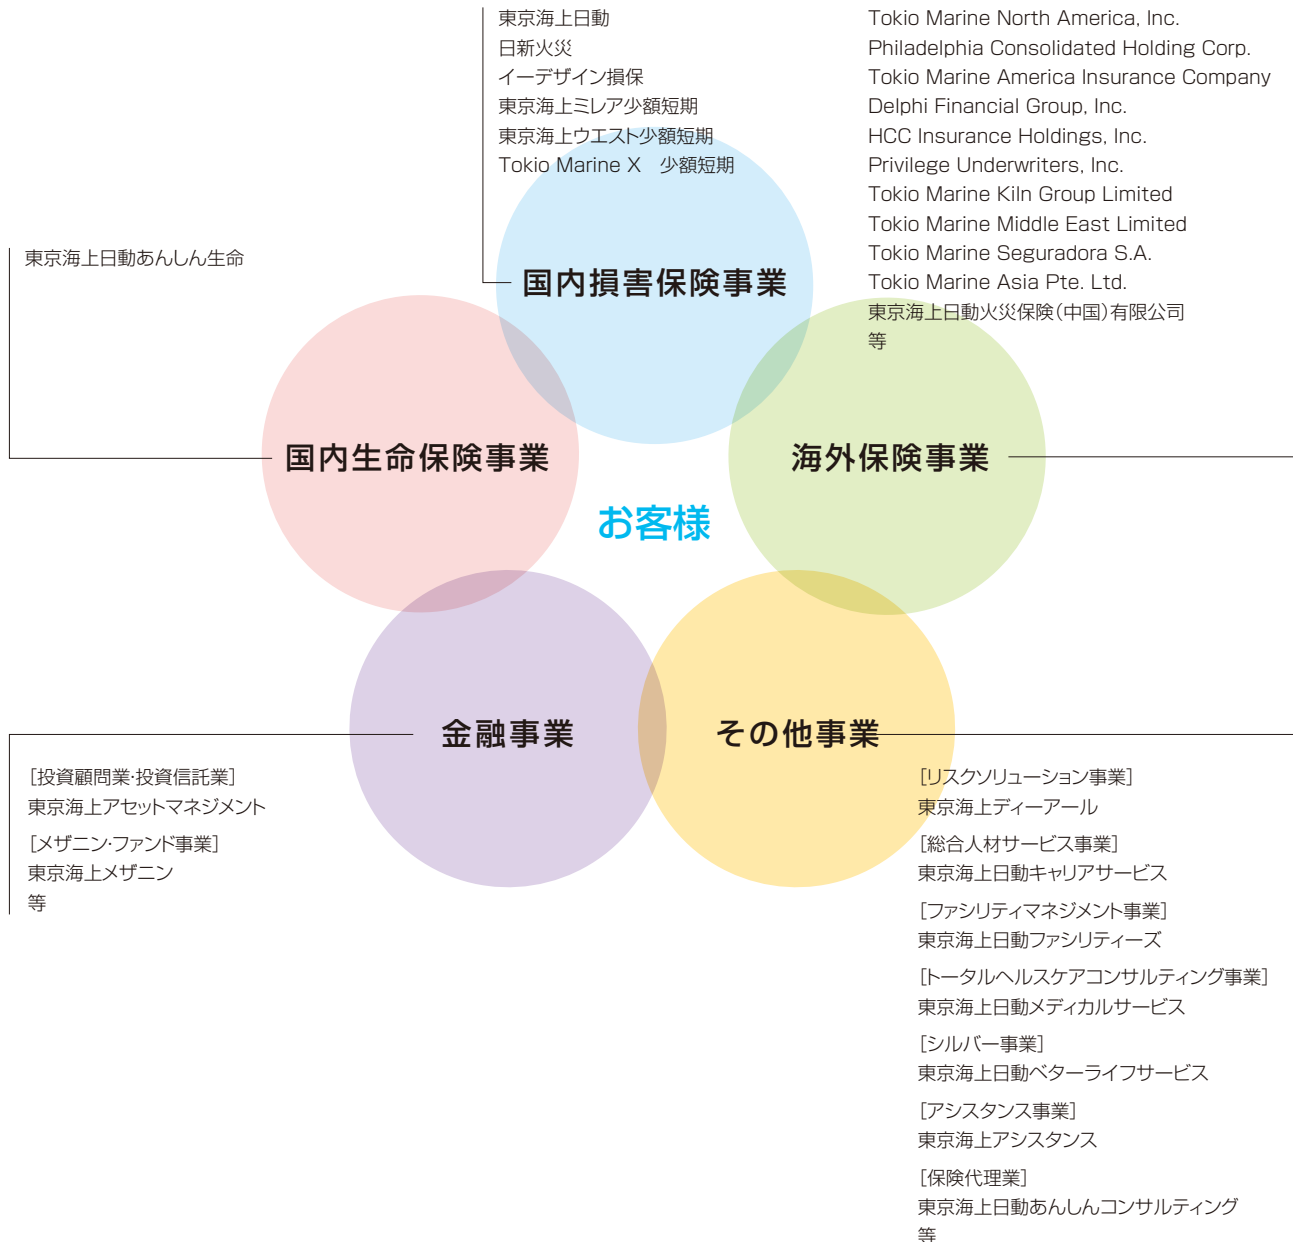 東京海上日動
日新火災
イーデザイン損保
東京海上ミレア少額短期
東京海上ウエスト少額短期
Tokio Marine X　少額短期
国内損害保険事業
Tokio Marine North America, Inc.
Philadelphia Consolidated Holding Corp.
Tokio Marine America Insurance Company
Delphi Financial Group, Inc.
HCC Insurance Holdings, Inc.
Privilege Underwriters, Inc.
Tokio Marine Kiln Group Limited
Tokio Marine Middle East Limited
Tokio Marine Seguradora S.A.
Tokio Marine Asia Pte. Ltd.
東京海上日動火災保険（中国）有限公司
等
海外保険事業
東京海上日動あんしん生命
国内生命保険事業
お客様
金融事業
［投資顧問業・投資信託業］
東京海上アセットマネジメント
［メザニン・ファンド事業］
東京海上メザニン
等
その他事業
［リスクソリューション事業］
東京海上ディーアール
［総合人材サービス事業］
東京海上日動キャリアサービス
［ファシリティマネジメント事業］
東京海上日動ファシリティーズ
［トータルヘルスケアコンサルティング事業］
東京海上日動メディカルサービス
［シルバー事業］
東京海上日動ベターライフサービス
［アシスタンス事業］
東京海上アシスタンス
［保険代理業］
東京海上日動あんしんコンサルティング
等